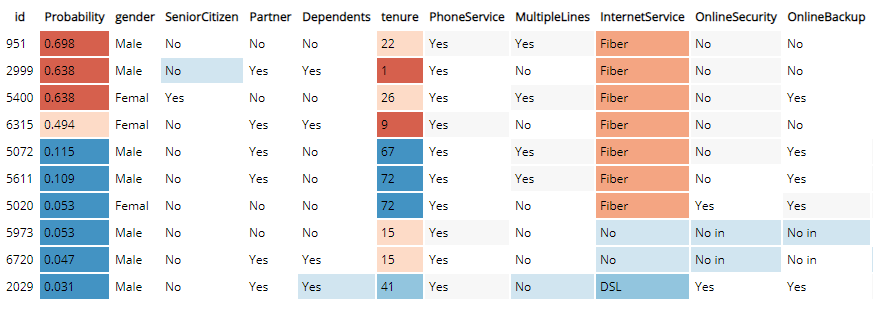 id Probability gender SeniorCitizen Partner Dependents tenure PhoneService MultipleLines InternetService OnlineSecurity OnlineBackup
951 0.698 Male No No No 22 Yes Yes Fiber No No
2999 0.638 Male No Yes Yes 1 Yes No Fiber No No
5400 0.638 Femal Yes No No 26 Yes Yes Fiber No Yes
6315 0.494 Femal No Yes Yes 9 Yes No Fiber No No
5072 0.115 Male No Yes No 67 Yes Yes Fiber No Yes
5611 0.109 Male No Yes No 72 Yes Yes Fiber No Yes
5020 0.053 Femal No No No 72 Yes No Fiber Yes Yes
5973 0.053 Male No No No 15 Yes No No No in No in
6720 0.047 Male No Yes Yes 15 Yes No No No in No in
2029 0.031 Male No Yes Yes 41 Yes No DSL Yes Yes